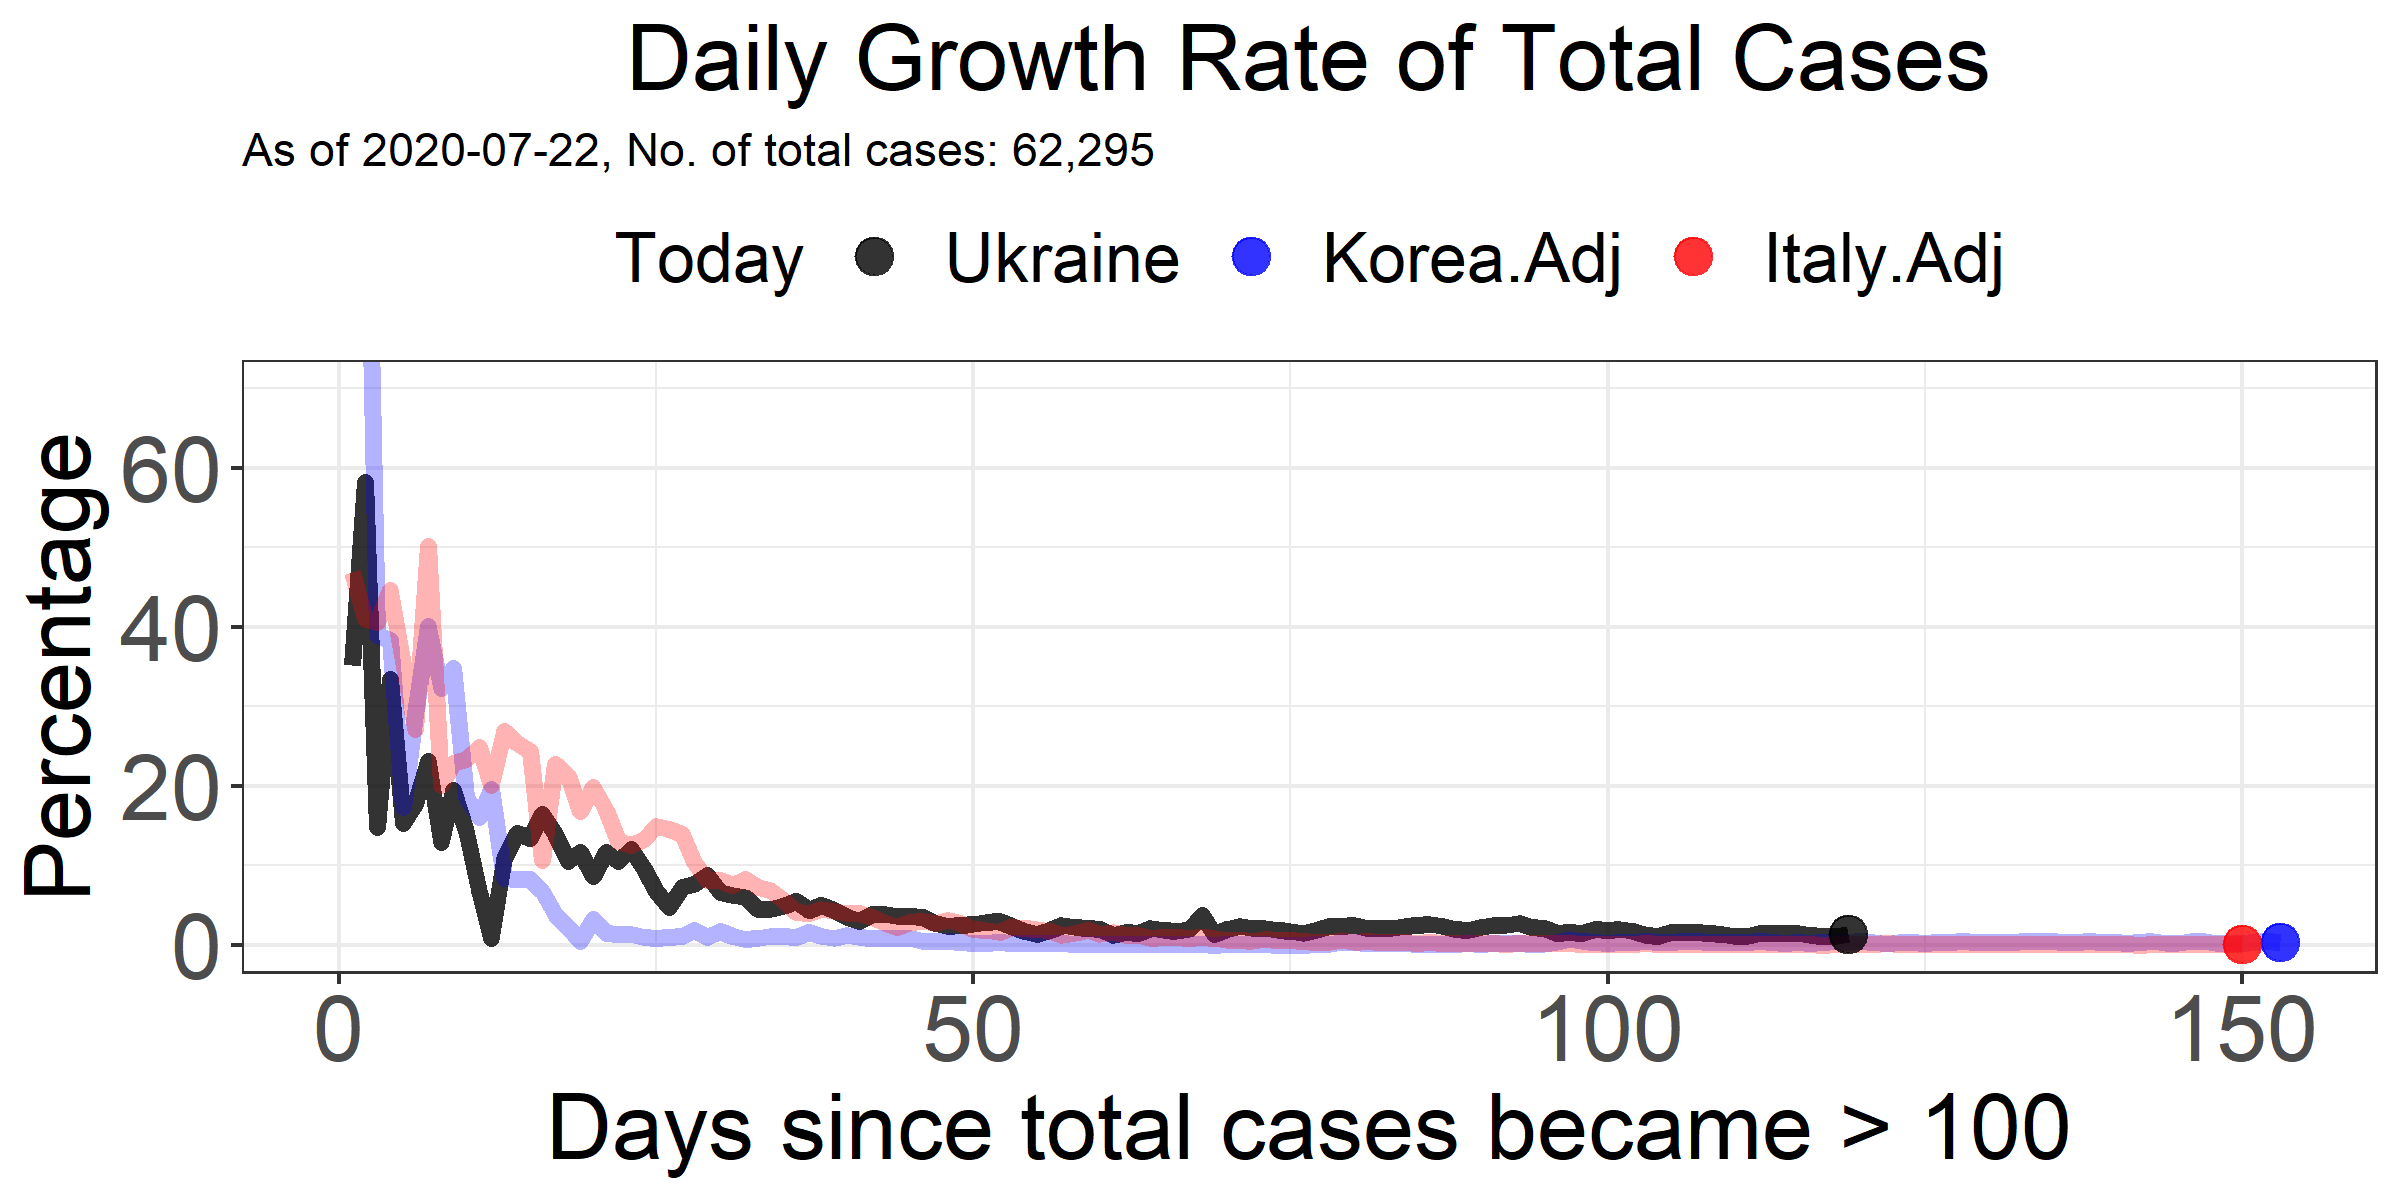 Daily Growth Rate of Total Cases
As of 2020-07-22, No. of total cases: 62,295
Today Ukraine Korea.Adj Italy.Adj
Percentage
60
40
20
0
0 50 100 150
Days since total cases became > 100